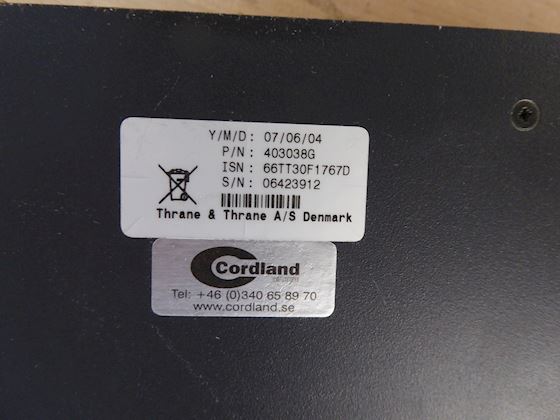 Y/M/D: 07/06/04
P/N: 403038G
ISN: 66TT30F1767D
S/N: 06423912
Thrane & Thrane A/S Denmark
Cordland
Tel: +46 (0)340 65 89 70
www.cordland.se